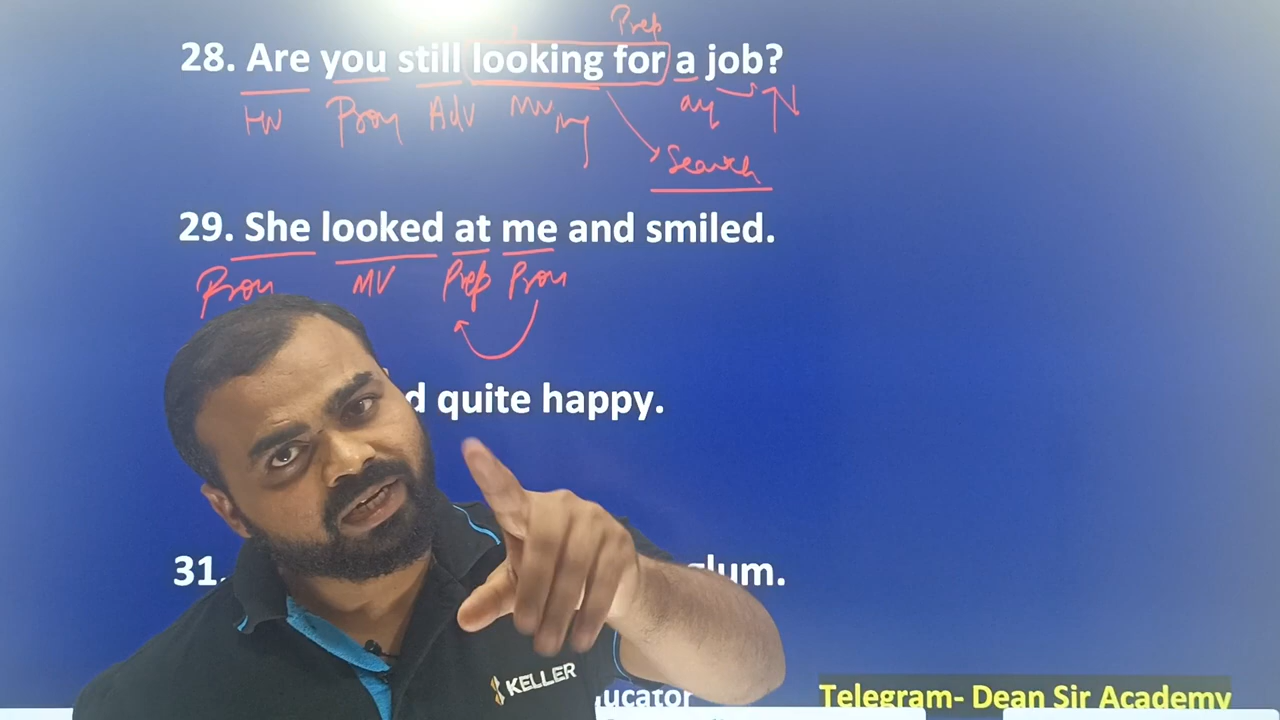 Prep
28. Are you still looking for a job?
HV Pron Adv MV ing adj N
Search
29. She looked at me and smiled.
Pron MV Prep Pron
d quite happy.
31. glum.
KELLER
ucator
Telegram- Dean Sir Academy